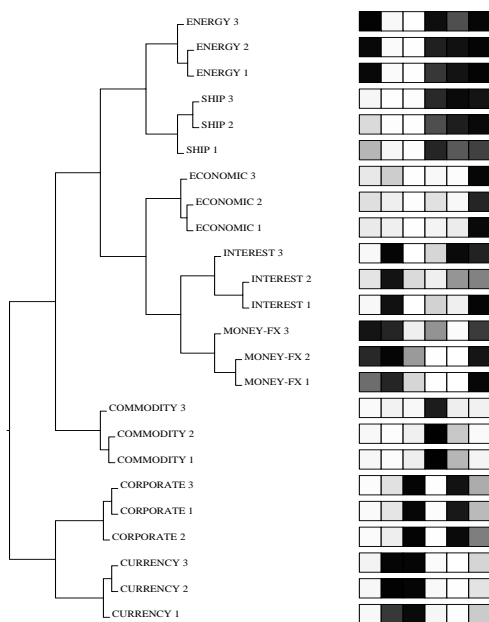 ENERGY 3
ENERGY 2
ENERGY 1
SHIP 3
SHIP 2
SHIP 1
ECONOMIC 3
ECONOMIC 2
ECONOMIC 1
INTEREST 3
INTEREST 2
INTEREST 1
MONEY-FX 3
MONEY-FX 2
MONEY-FX 1
COMMODITY 3
COMMODITY 2
COMMODITY 1
CORPORATE 3
CORPORATE 1
CORPORATE 2
CURRENCY 3
CURRENCY 2
CURRENCY 1